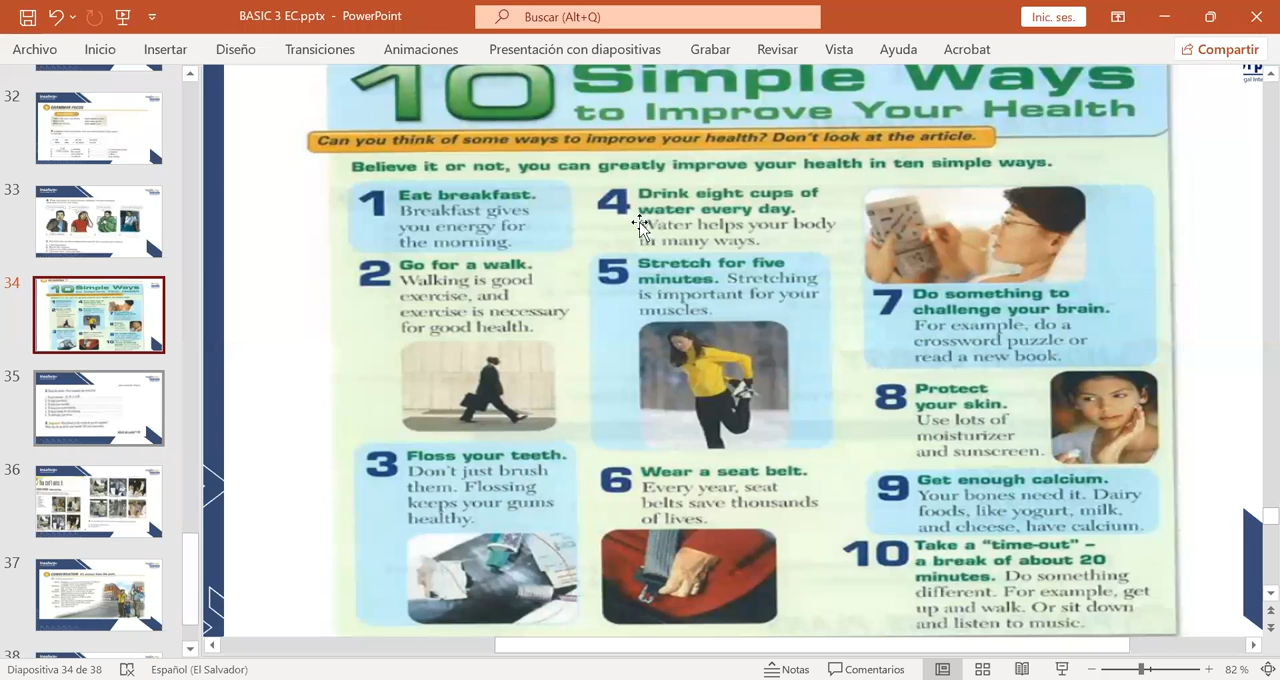 BASIC 3 EC.pptx - PowerPoint
Buscar (Alt+Q)
Inic. ses.
Archivo Inicio Insertar Diseño Transiciones Animaciones Presentación con diapositivas Grabar Revisar Vista Ayuda Acrobat
Compartir
32
33
34
35
36
37
38
10 Simple Ways
to Improve Your Health
Can you think of some ways to improve your health? Don't look at the article.
Believe it or not, you can greatly improve your health in ten simple ways.
1 Eat breakfast.
Breakfast gives
you energy for
the morning.
2 Go for a walk.
Walking is good
exercise, and
exercise is necessary
for good health.
3 Floss your teeth.
Don't just brush
them. Flossing
keeps your gums
healthy.
4 Drink eight cups of
water every day.
Water helps your body
in many ways.
5 Stretch for five
minutes. Stretching
is important for your
muscles.
6 Wear a seat belt.
Every year, seat
belts save thousands
of lives.
7 Do something to
challenge your brain.
For example, do a
crossword puzzle or
read a new book.
8 Protect
your skin.
Use lots of
moisturizer
and sunscreen.
9 Get enough calcium.
Your bones need it. Dairy
foods, like yogurt, milk,
and cheese, have calcium.
10 Take a "time-out" –
a break of about 20
minutes. Do something
different. For example, get
up and walk. Or sit down
and listen to music.
Diapositiva 34 de 38
Español (El Salvador)
Notas
Comentarios
82 %